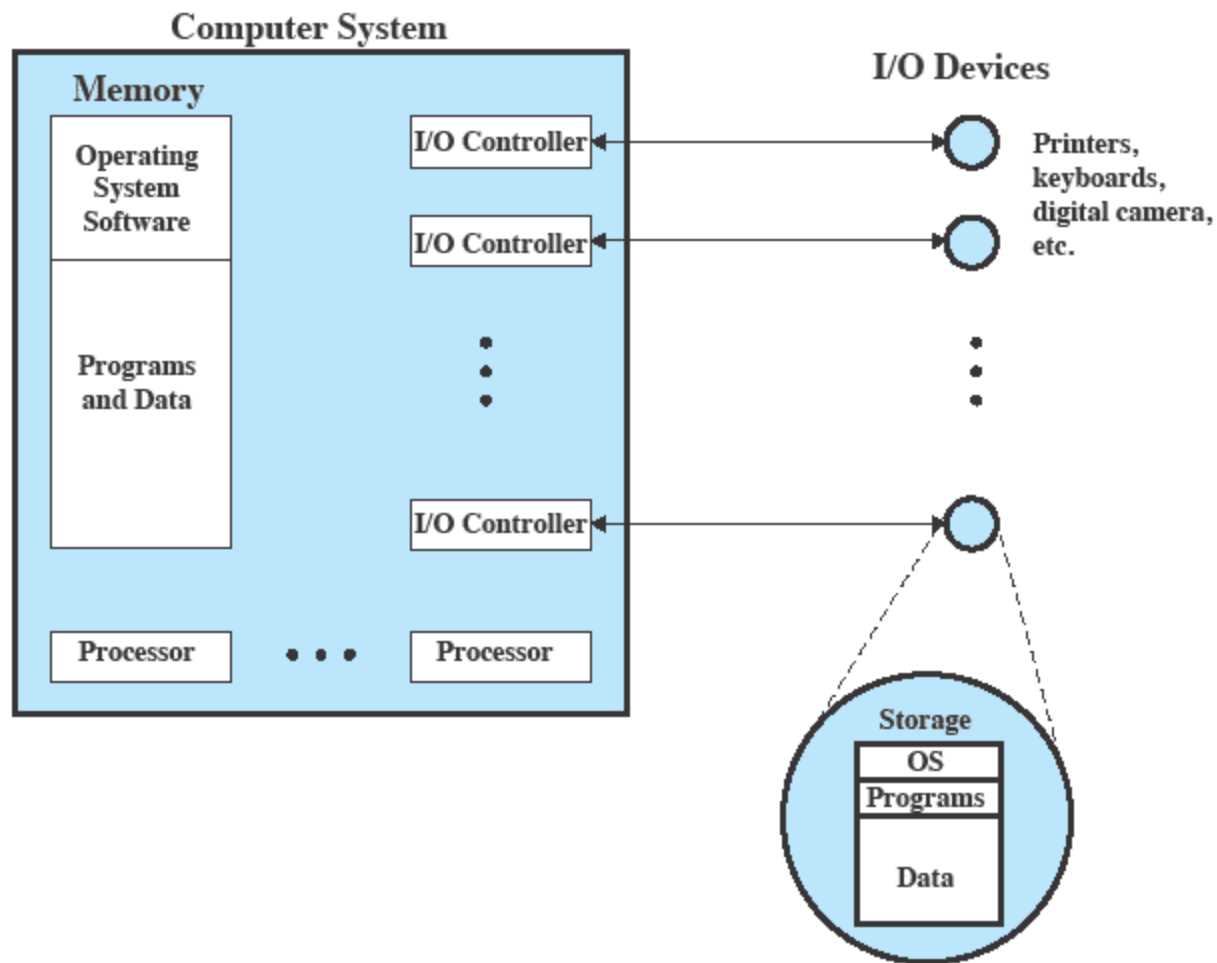 Computer System
I/O Devices
Memory
Operating
System
Software
Programs
and Data
I/O Controller
I/O Controller
I/O Controller
Printers,
keyboards,
digital camera,
etc.
Processor
Processor
Storage
OS
Programs
Data